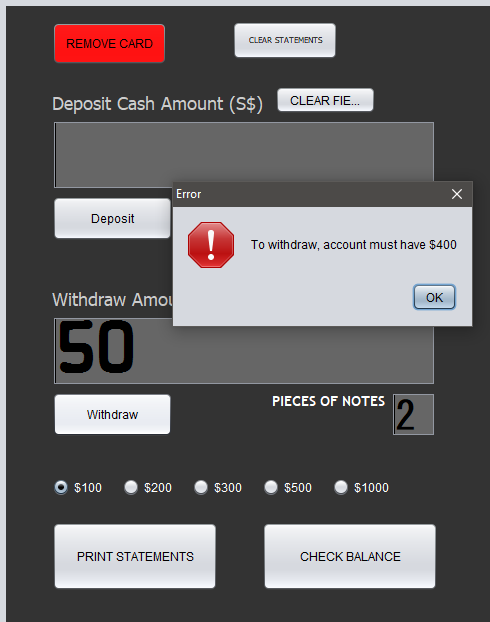 REMOVE CARD
CLEAR STATEMENTS
Deposit Cash Amount (S$)
CLEAR FIE...
Deposit
Error
To withdraw, account must have $400
OK
Withdraw Amou
50
Withdraw
PIECES OF NOTES
2
$100 $200 $300 $500 $1000
PRINT STATEMENTS
CHECK BALANCE